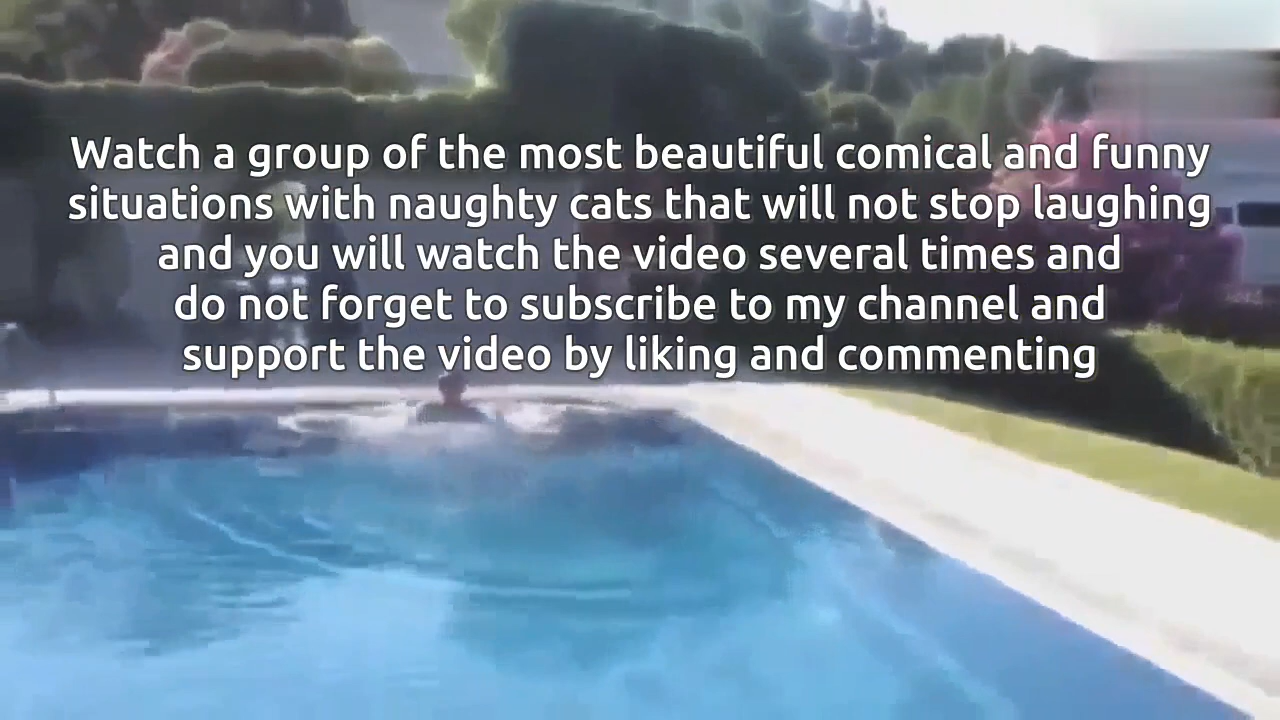 Watch a group of the most beautiful comical and funny
situations with naughty cats that will not stop laughing
and you will watch the video several times and
do not forget to subscribe to my channel and
support the video by liking and commenting